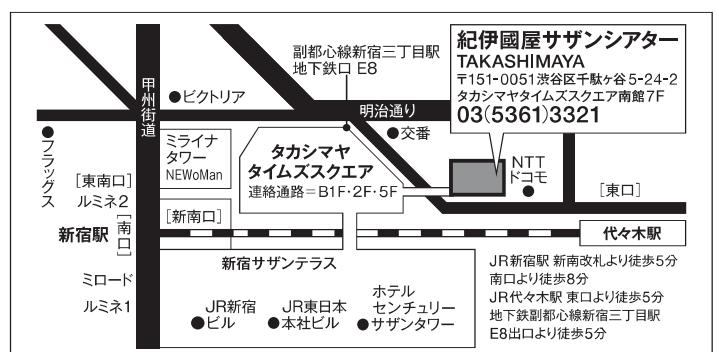 紀伊國屋サザンシアター
TAKASHIMAYA
〒151-0051渋谷区千駄ヶ谷5-24-2
タカシマヤタイムズスクエア南館7F
03(5361)3321
副都心線新宿三丁目駅
地下鉄口 E8
甲州街道
●ビクトリア
明治通り
●フラッグス
ミライナ
タワー
NEWoMan
タカシマヤ
タイムズスクエア
連絡通路=B1F・2F・5F
●交番
NTT
ドコモ
●
[東口]
[東南口]
ルミネ2
[南口]
新宿駅
[新南口]
代々木駅
新宿サザンテラス
ミロード
ルミネ1
JR新宿
●ビル
JR東日本
●本社ビル
ホテル
センチュリー
●サザンタワー
JR新宿駅 新南改札より徒歩5分
南口より徒歩8分
JR代々木駅 東口より徒歩5分
地下鉄副都心線新宿三丁目駅
E8出口より徒歩5分